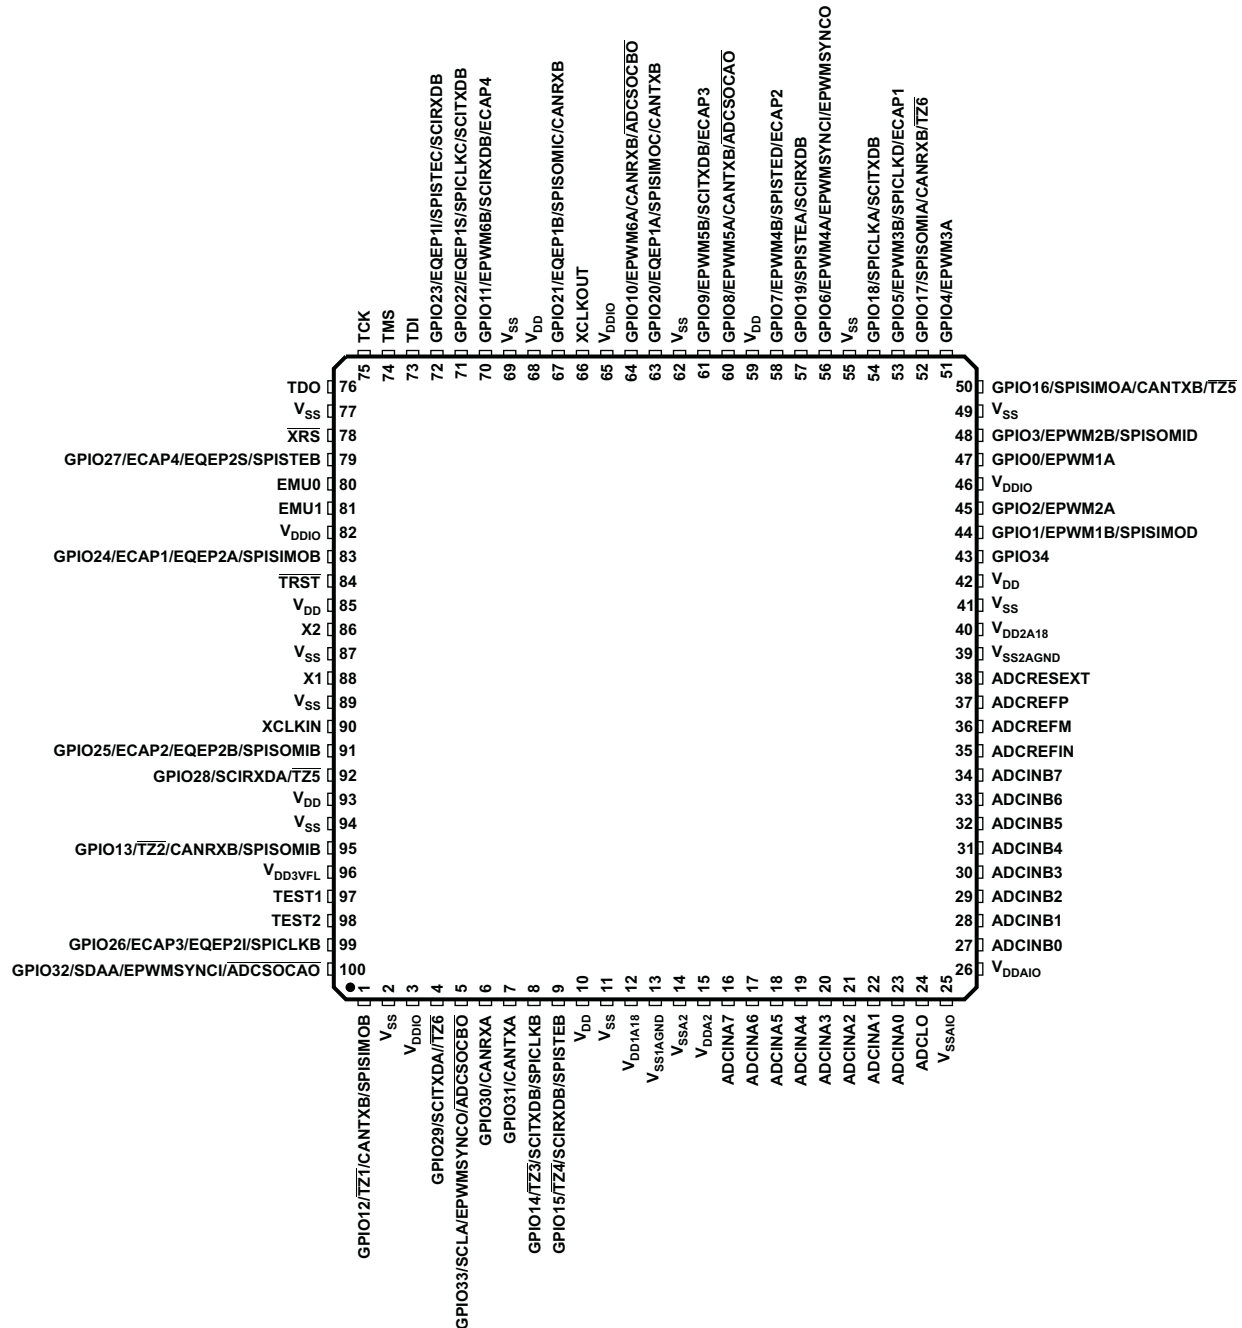 TCK
TMS
TDI
GPIO23/EQEP1I/SPISTEC/SCIRXDB
GPIO22/EQEP1S/SPICLKC/SCITXDB
GPIO11/EPWM6B/SCIRXDB/ECAP4
VSS
VDD
GPIO21/EQEP1B/SPISOMIC/CANRXB
XCLKOUT
VDDIO
GPIO10/EPWM6A/CANRXB/ADCSOCBO
GPIO20/EQEP1A/SPISIMOC/CANTXB
VSS
GPIO9/EPWM5B/SCITXDB/ECAP3
GPIO8/EPWM5A/CANTXB/ADCSOCAO
VDD
GPIO7/EPWM4B/SPISTED/ECAP2
GPIO19/SPISTEA/SCIRXDB
GPIO6/EPWM4A/EPWMSYNCI/EPWMSYNCO
VSS
GPIO18/SPICLKA/SCITXDB
GPIO5/EPWM3B/SPICLKD/ECAP1
GPIO17/SPISOMIA/CANRXB/TZ6
GPIO4/EPWM3A
75
74
73
72
71
70
69
68
67
66
65
64
63
62
61
60
59
58
57
56
55
54
53
52
51
TDO 76
VSS 77
XRS 78
GPIO27/ECAP4/EQEP2S/SPISTEB 79
EMU0 80
EMU1 81
VDDIO 82
GPIO24/ECAP1/EQEP2A/SPISIMOB 83
TRST 84
VDD 85
X2 86
VSS 87
X1 88
VSS 89
XCLKIN 90
GPIO25/ECAP2/EQEP2B/SPISOMIB 91
GPIO28/SCIRXDA/TZ5 92
VDD 93
VSS 94
GPIO13/TZ2/CANRXB/SPISOMIB 95
VDD3VFL 96
TEST1 97
TEST2 98
GPIO26/ECAP3/EQEP2I/SPICLKB 99
GPIO32/SDAA/EPWMSYNCI/ADCSOCAO 100
50 GPIO16/SPISIMOA/CANTXB/TZ5
49 VSS
48 GPIO3/EPWM2B/SPISOMID
47 GPIO0/EPWM1A
46 VDDIO
45 GPIO2/EPWM2A
44 GPIO1/EPWM1B/SPISIMOD
43 GPIO34
42 VDD
41 VSS
40 VDD2A18
39 VSS2AGND
38 ADCRESEXT
37 ADCREFP
36 ADCREFM
35 ADCREFIN
34 ADCINB7
33 ADCINB6
32 ADCINB5
31 ADCINB4
30 ADCINB3
29 ADCINB2
28 ADCINB1
27 ADCINB0
26 VDDAIO
1
2
3
4
5
6
7
8
9
10
11
12
13
14
15
16
17
18
19
20
21
22
23
24
25
GPIO12/TZ1/CANTXB/SPISIMOB
VSS
VDDIO
GPIO29/SCITXDA//TZ6
GPIO33/SCLA/EPWMSYNCO/ADCSOCBO
GPIO30/CANRXA
GPIO31/CANTXA
GPIO14/TZ3/SCITXDB/SPICLKB
GPIO15/TZ4/SCIRXDB/SPISTEB
VDD
VSS
VDD1A18
VSS1AGND
VSSA2
VDDA2
ADCINA7
ADCINA6
ADCINA5
ADCINA4
ADCINA3
ADCINA2
ADCINA1
ADCINA0
ADCLO
VSSAIO